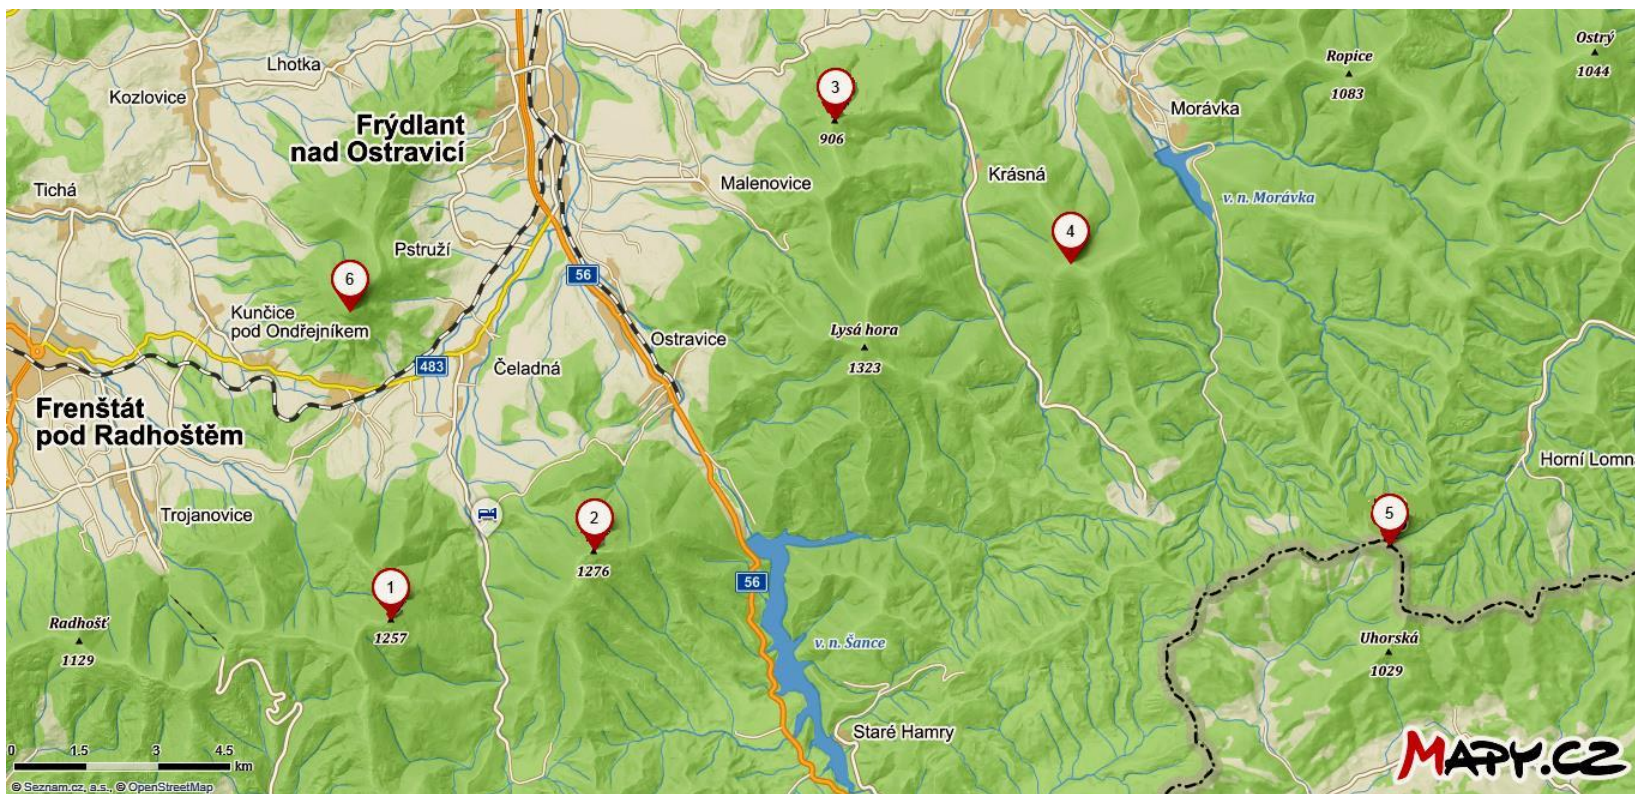 Lhotka
Kozlovice
Frýdlant
nad Ostravicí
3
906
Ropice
1083
Ostrý
1044
Morávka
Tichá
Malenovice
Krásná
v. n. Morávka
Pstruží
4
56
6
Kunčice
pod Ondřejníkem
Ostravice
Lysá hora
1323
483
Čeladná
Frenštát
pod Radhoštěm
Horní Lomn
Trojanovice
2
1276
5
1
1257
56
Radhošť
1129
v. n. Šance
Uhorská
1029
Staré Hamry
0 1.5 3 4.5
km
MAPY.CZ
© Seznam.cz, a.s., © OpenStreetMap